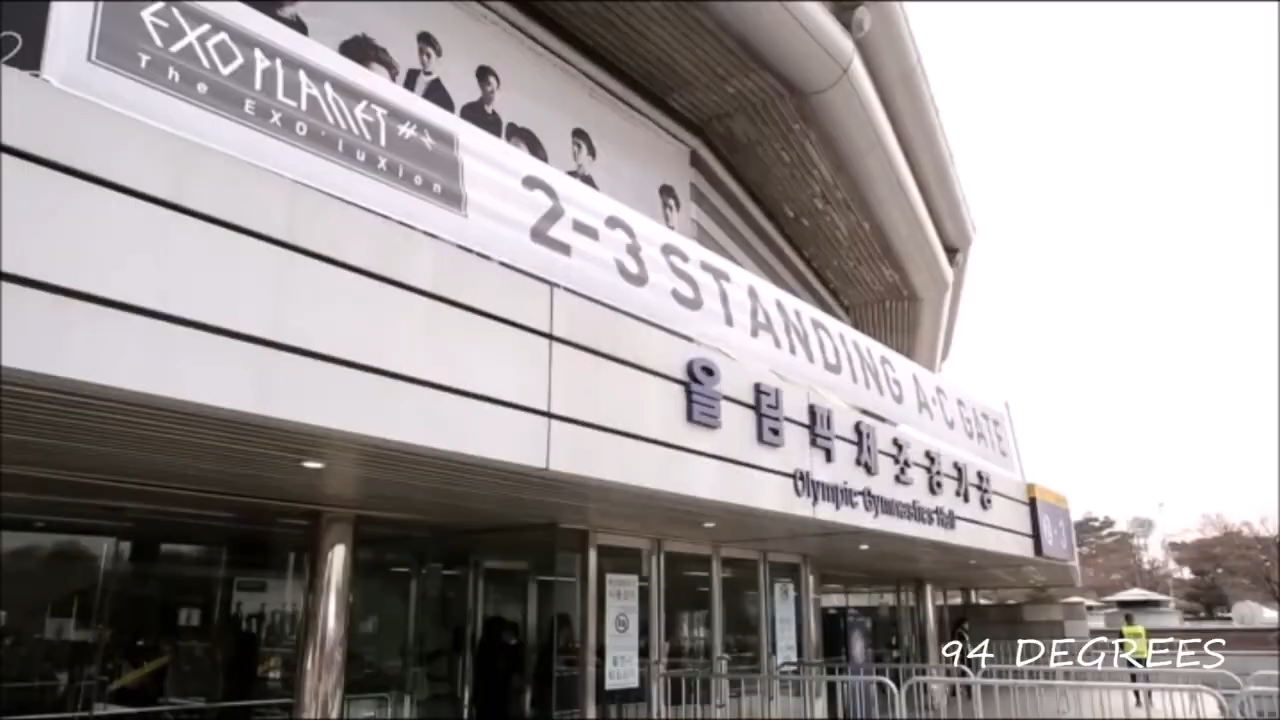 EXO PLANET #2
The EXO'luXion
2-3 STANDING A·C GATE
올림픽체조경기장
Olympic Gymnastics Hall
94 DEGREES